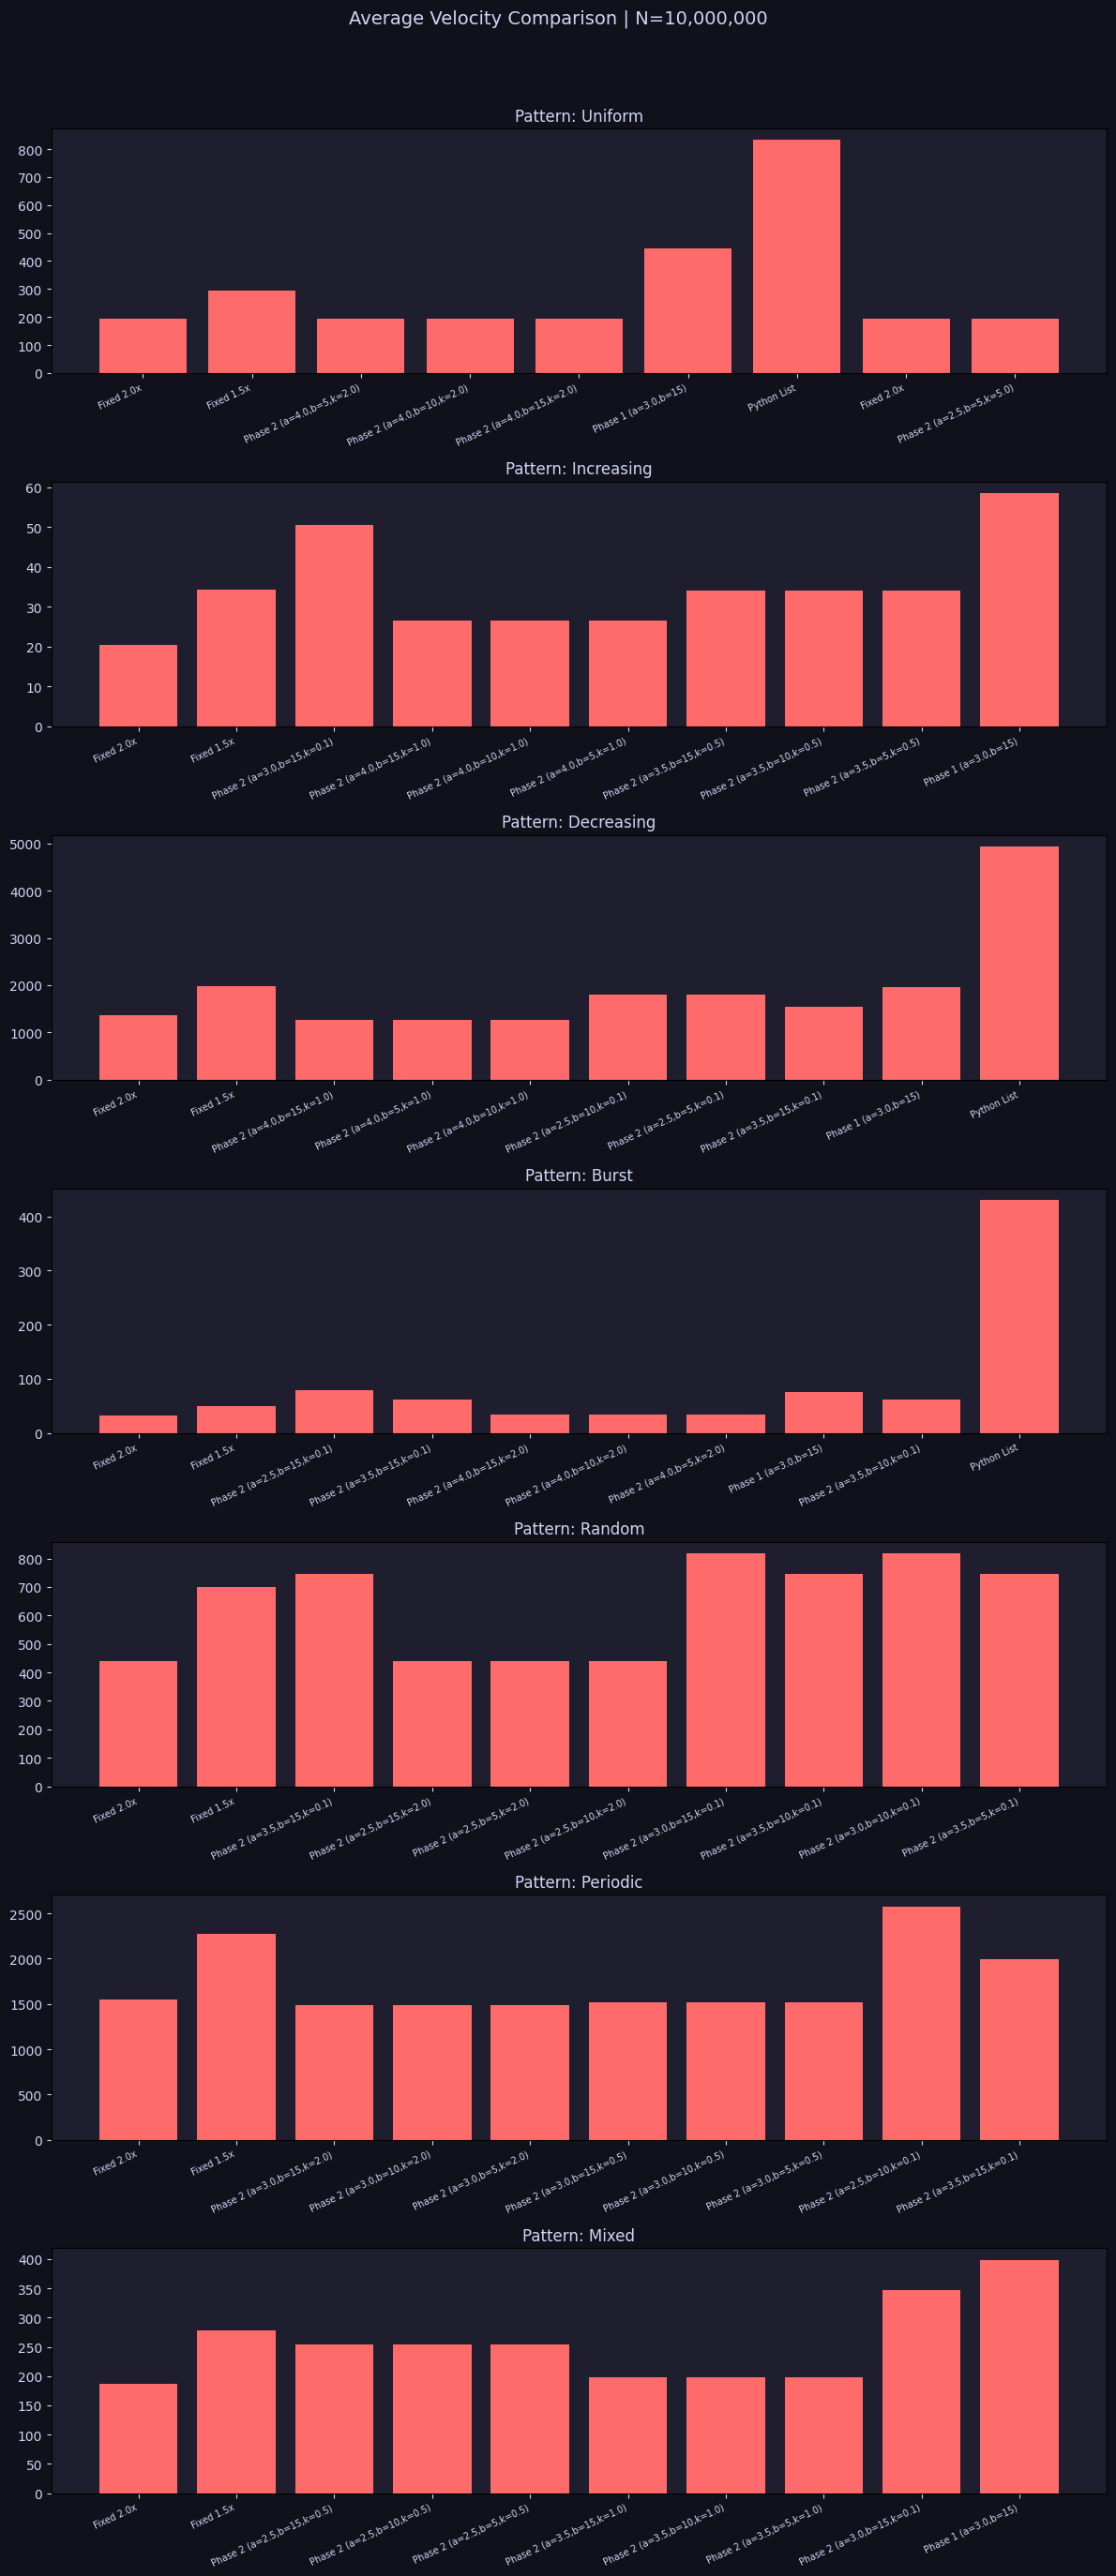 Average Velocity Comparison | N=10,000,000
Pattern: Uniform
800
700
600
500
400
300
200
100
0
Fixed 2.0x
Fixed 1.5x
Phase 2 (a=4.0,b=5,k=2.0)
Phase 2 (a=4.0,b=10,k=2.0)
Phase 2 (a=4.0,b=15,k=2.0)
Phase 1 (a=3.0,b=15)
Python List
Fixed 2.0x
Phase 2 (a=2.5,b=5,k=5.0)
Pattern: Increasing
60
50
40
30
20
10
0
Fixed 2.0x
Fixed 1.5x
Phase 2 (a=3.0,b=15,k=0.1)
Phase 2 (a=4.0,b=15,k=1.0)
Phase 2 (a=4.0,b=10,k=1.0)
Phase 2 (a=4.0,b=5,k=1.0)
Phase 2 (a=3.5,b=15,k=0.5)
Phase 2 (a=3.5,b=10,k=0.5)
Phase 2 (a=3.5,b=5,k=0.5)
Phase 1 (a=3.0,b=15)
Pattern: Decreasing
5000
4000
3000
2000
1000
0
Fixed 2.0x
Fixed 1.5x
Phase 2 (a=4.0,b=15,k=1.0)
Phase 2 (a=4.0,b=5,k=1.0)
Phase 2 (a=4.0,b=10,k=1.0)
Phase 2 (a=2.5,b=10,k=0.1)
Phase 2 (a=2.5,b=5,k=0.1)
Phase 2 (a=3.5,b=15,k=0.1)
Phase 1 (a=3.0,b=15)
Python List
Pattern: Burst
400
300
200
100
0
Fixed 2.0x
Fixed 1.5x
Phase 2 (a=2.5,b=15,k=0.1)
Phase 2 (a=3.5,b=15,k=0.1)
Phase 2 (a=4.0,b=15,k=2.0)
Phase 2 (a=4.0,b=10,k=2.0)
Phase 2 (a=4.0,b=5,k=2.0)
Phase 1 (a=3.0,b=15)
Phase 2 (a=3.5,b=10,k=0.1)
Python List
Pattern: Random
800
700
600
500
400
300
200
100
0
Fixed 2.0x
Fixed 1.5x
Phase 2 (a=3.5,b=15,k=0.1)
Phase 2 (a=2.5,b=15,k=2.0)
Phase 2 (a=2.5,b=5,k=2.0)
Phase 2 (a=2.5,b=10,k=2.0)
Phase 2 (a=3.0,b=15,k=0.1)
Phase 2 (a=3.5,b=10,k=0.1)
Phase 2 (a=3.0,b=10,k=0.1)
Phase 2 (a=3.5,b=5,k=0.1)
Pattern: Periodic
2500
2000
1500
1000
500
0
Fixed 2.0x
Fixed 1.5x
Phase 2 (a=3.0,b=15,k=2.0)
Phase 2 (a=3.0,b=10,k=2.0)
Phase 2 (a=3.0,b=5,k=2.0)
Phase 2 (a=3.0,b=15,k=0.5)
Phase 2 (a=3.0,b=10,k=0.5)
Phase 2 (a=3.0,b=5,k=0.5)
Phase 2 (a=2.5,b=10,k=0.1)
Phase 2 (a=3.5,b=15,k=0.1)
Pattern: Mixed
400
350
300
250
200
150
100
50
0
Fixed 2.0x
Fixed 1.5x
Phase 2 (a=2.5,b=15,k=0.5)
Phase 2 (a=2.5,b=10,k=0.5)
Phase 2 (a=2.5,b=5,k=0.5)
Phase 2 (a=3.5,b=15,k=1.0)
Phase 2 (a=3.5,b=10,k=1.0)
Phase 2 (a=3.5,b=5,k=1.0)
Phase 2 (a=3.0,b=15,k=0.1)
Phase 1 (a=3.0,b=15)